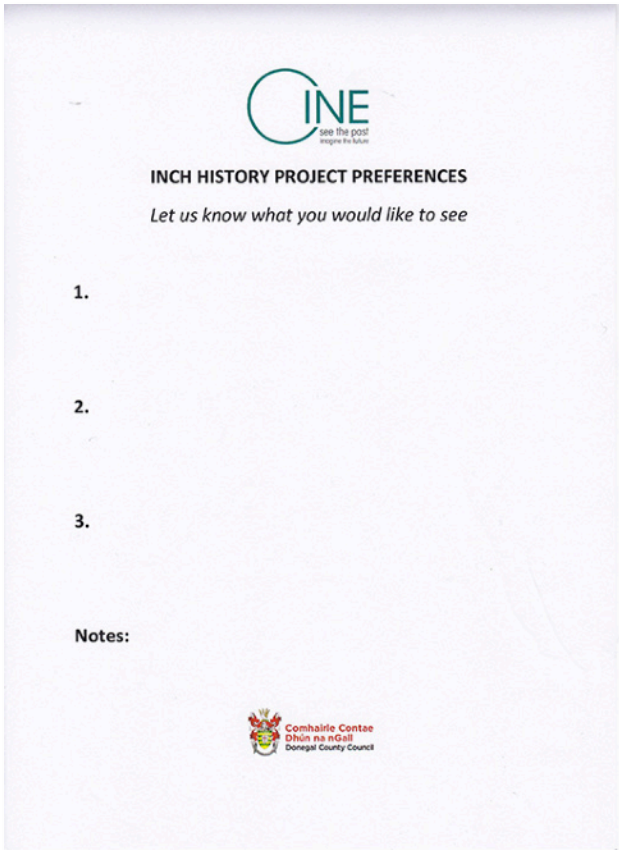 CINE
see the past
imagine the future
INCH HISTORY PROJECT PREFERENCES
Let us know what you would like to see
1.
2.
3.
Notes:
Comhairle Contae
Dhún na nGall
Donegal County Council